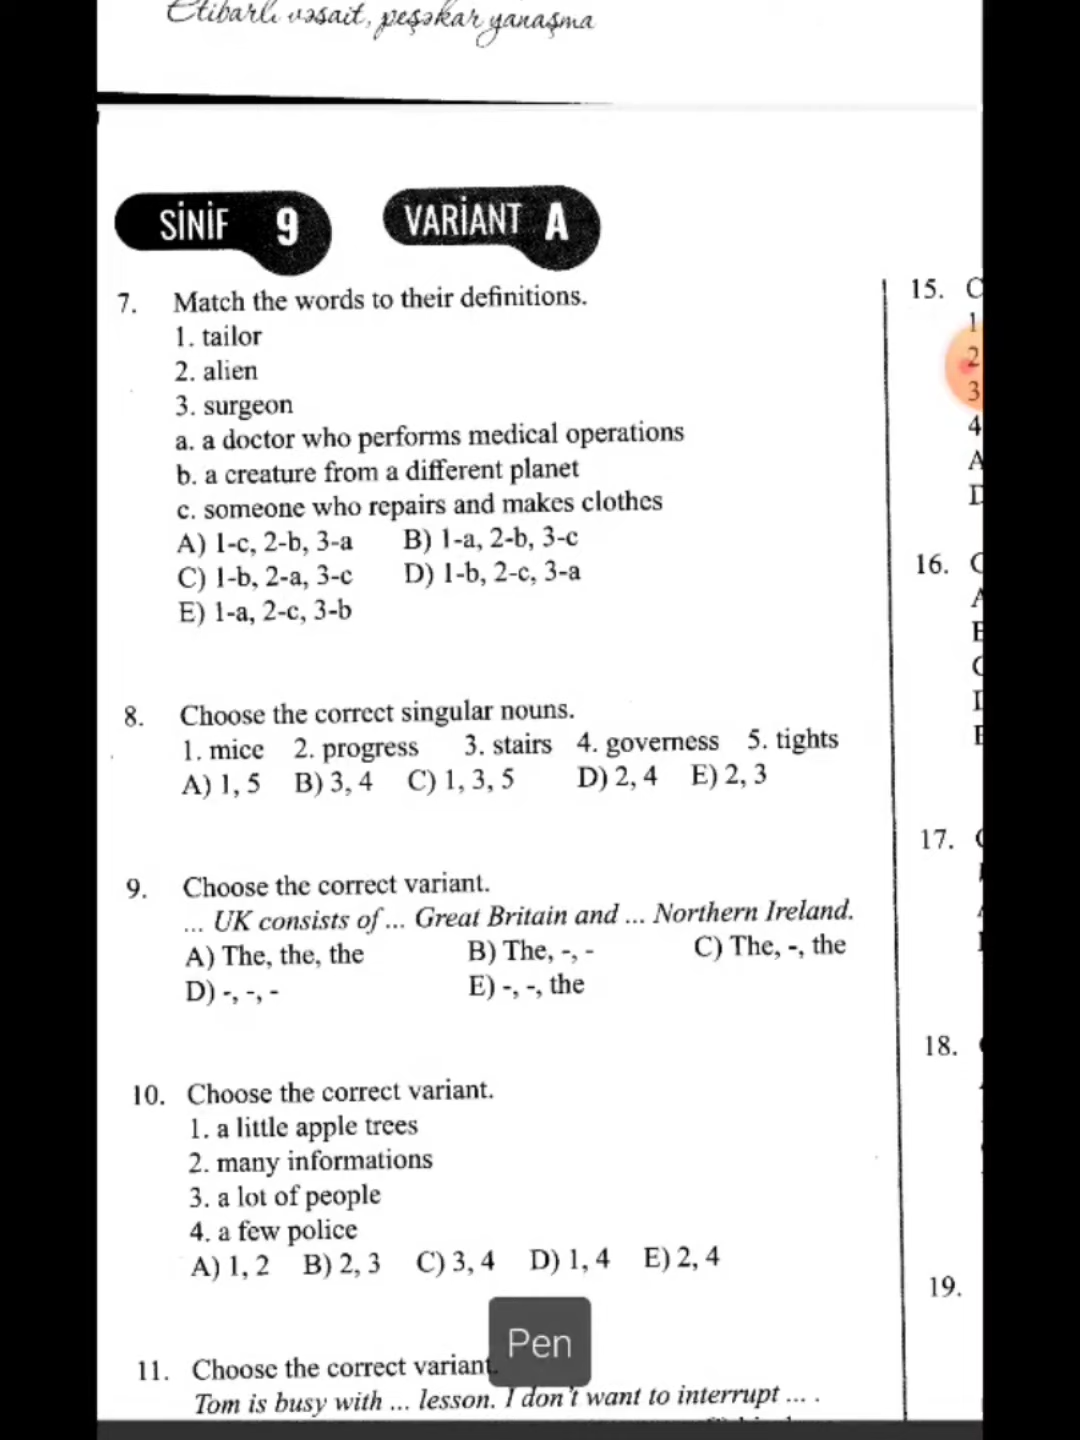 Etibarlı vəsait, peşəkar yanaşma
SİNİF 9
VARİANT A
7. Match the words to their definitions.
1. tailor
2. alien
3. surgeon
a. a doctor who performs medical operations
b. a creature from a different planet
c. someone who repairs and makes clothes
A) 1-c, 2-b, 3-a B) 1-a, 2-b, 3-c
C) 1-b, 2-a, 3-c D) 1-b, 2-c, 3-a
E) 1-a, 2-c, 3-b
8. Choose the correct singular nouns.
1. mice 2. progress 3. stairs 4. governess 5. tights
A) 1, 5 B) 3, 4 C) 1, 3, 5 D) 2, 4 E) 2, 3
9. Choose the correct variant.
... UK consists of ... Great Britain and ... Northern Ireland.
A) The, the, the B) The, -, - C) The, -, the
D) -, -, - E) -, -, the
10. Choose the correct variant.
1. a little apple trees
2. many informations
3. a lot of people
4. a few police
A) 1, 2 B) 2, 3 C) 3, 4 D) 1, 4 E) 2, 4
11. Choose the correct variant.
Tom is busy with ... lesson. I don't want to interrupt ... .
Pen
15.
1
2
3
4
A
16.
A
17.
18.
19.